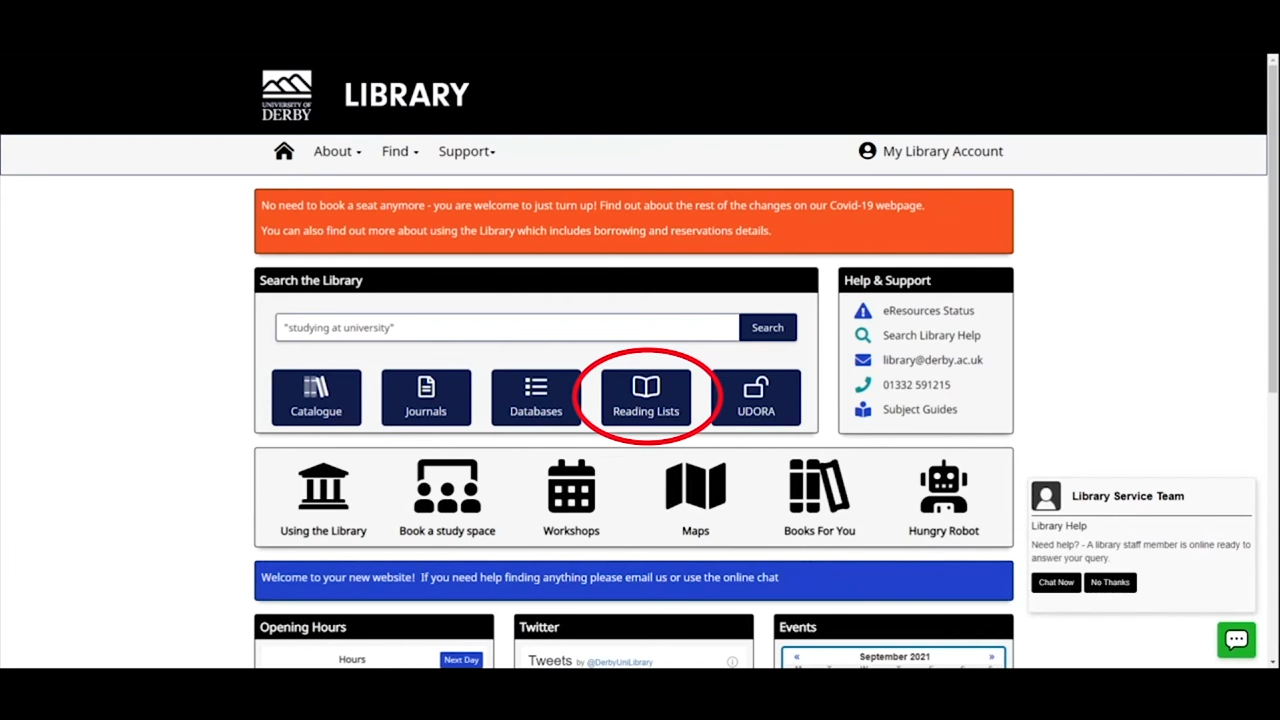 UNIVERSITY OF
DERBY
LIBRARY
About
Find
Support
My Library Account
No need to book a seat anymore - you are welcome to just turn up! Find out about the rest of the changes on our Covid-19 webpage.
You can also find out more about using the Library which includes borrowing and reservations details.
Search the Library
"studying at university"
Search
Catalogue
Journals
Databases
Reading Lists
UDORA
Help & Support
eResources Status
Search Library Help
library@derby.ac.uk
01332 591215
Subject Guides
Using the Library
Book a study space
Workshops
Maps
Books For You
Hungry Robot
Library Service Team
Library Help
Need help? - A library staff member is online ready to
answer your query.
Chat Now
No Thanks
Welcome to your new website! If you need help finding anything please email us or use the online chat
Opening Hours
Hours
Next Day
Twitter
Tweets by @DerbyUniLibrary
Events
« September 2021 »